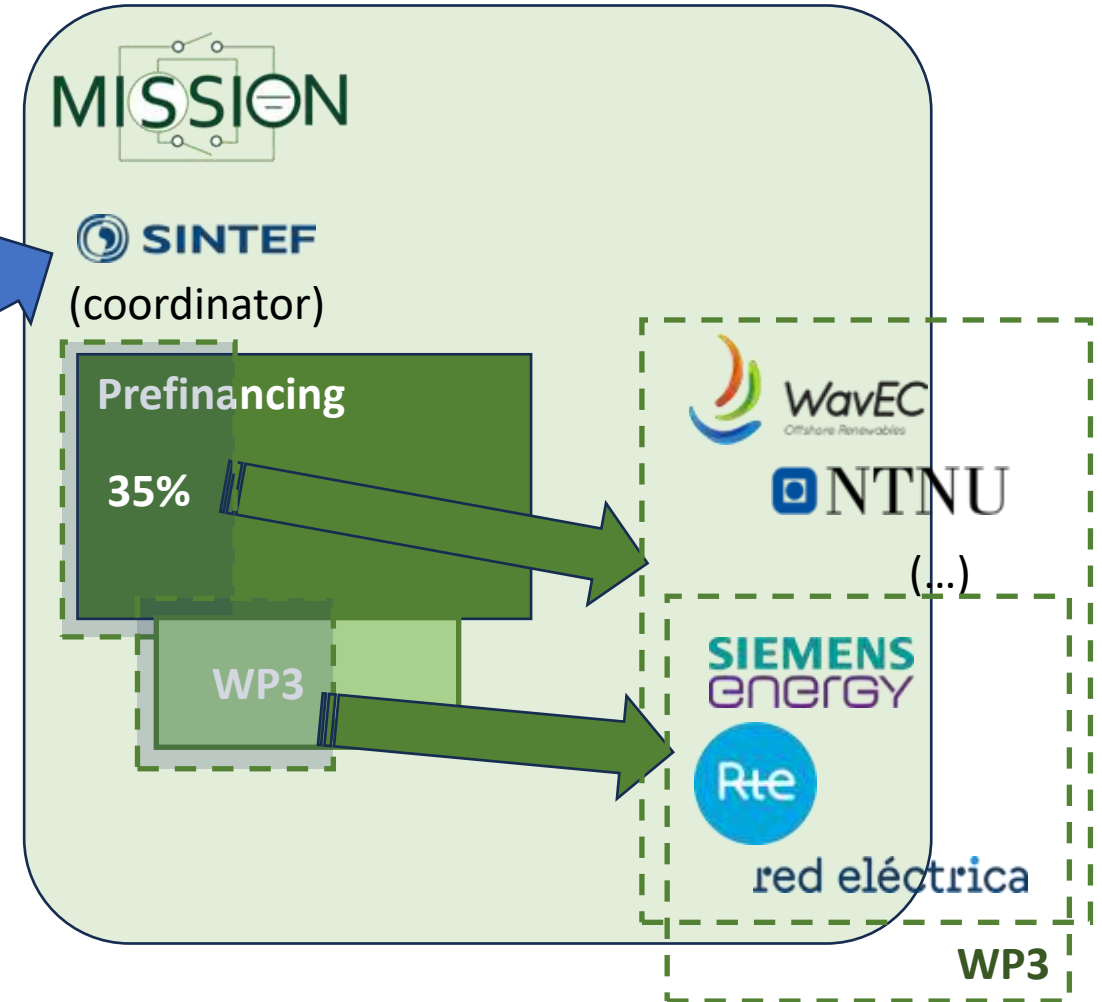 MISSION
SINTEF
(coordinator)
Prefinancing
35%
WP3
WavEC
Offshore Renewables
NTNU
(...)
SIEMENS
energy
Rte
red eléctrica
WP3